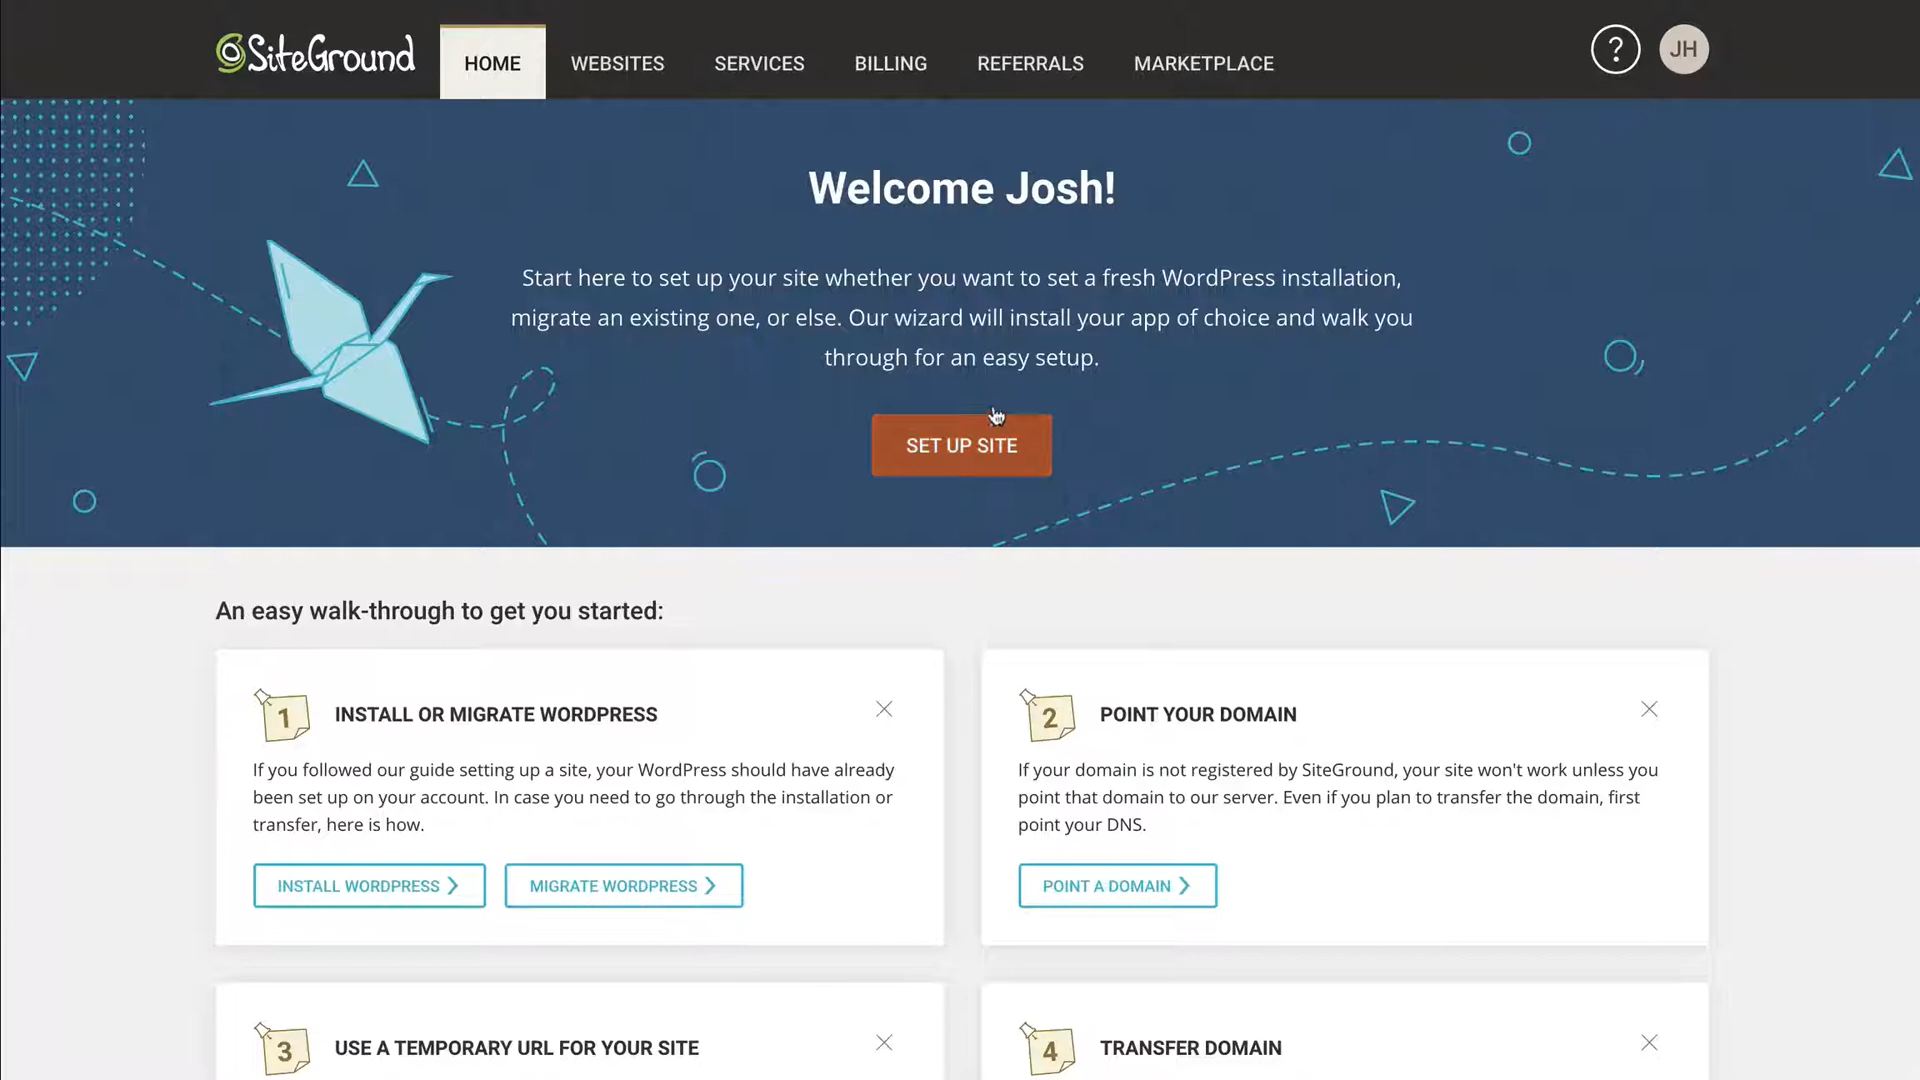 SiteGround
HOME
WEBSITES
SERVICES
BILLING
REFERRALS
MARKETPLACE
?
JH
Welcome Josh!
Start here to set up your site whether you want to set a fresh WordPress installation,
migrate an existing one, or else. Our wizard will install your app of choice and walk you
through for an easy setup.
SET UP SITE
An easy walk-through to get you started:
1
INSTALL OR MIGRATE WORDPRESS
If you followed our guide setting up a site, your WordPress should have already
been set up on your account. In case you need to go through the installation or
transfer, here is how.
INSTALL WORDPRESS
MIGRATE WORDPRESS
2
POINT YOUR DOMAIN
If your domain is not registered by SiteGround, your site won't work unless you
point that domain to our server. Even if you plan to transfer the domain, first
point your DNS.
POINT A DOMAIN
3
USE A TEMPORARY URL FOR YOUR SITE
4
TRANSFER DOMAIN